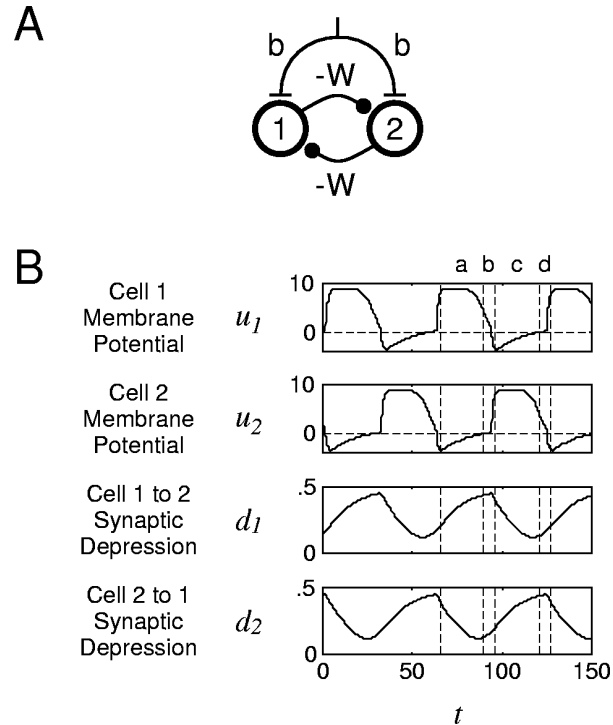 A
b b
-W
1 2
-W
B
a b c d
Cell 1
Membrane
Potential
u1
10
0
Cell 2
Membrane
Potential
u2
10
0
Cell 1 to 2
Synaptic
Depression
d1
.5
0
Cell 2 to 1
Synaptic
Depression
d2
.5
0
0 50 100 150
t